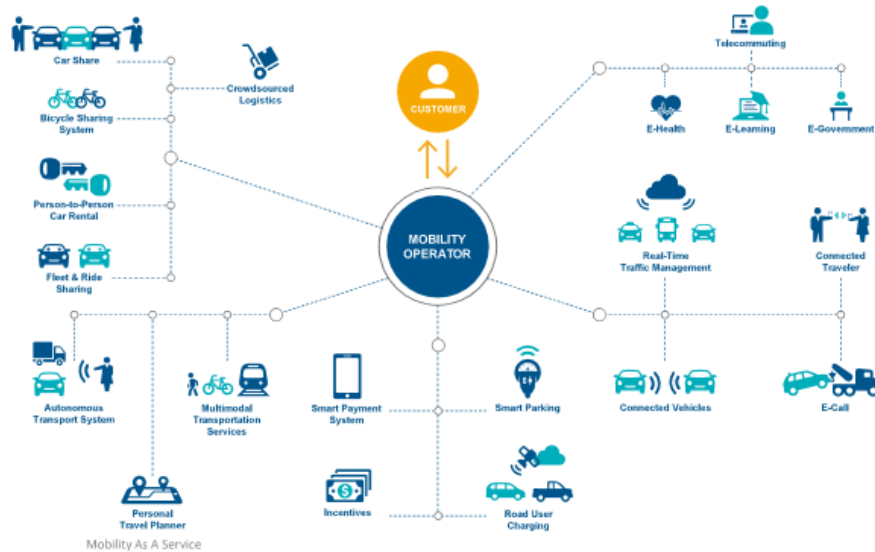 Telecommuting
Car Share
Crowdsourced
Logistics
CUSTOMER
Bicycle Sharing
System
E-Health
E-Learning
E-Government
Person-to-Person
Car Rental
MOBILITY
OPERATOR
Real-Time
Traffic Management
Connected
Traveler
Fleet & Ride
Sharing
Autonomous
Transport System
Multimodal
Transportation
Services
Smart Payment
System
Smart Parking
Connected Vehicles
E-Call
Personal
Travel Planner
Incentives
Road User
Charging
Mobility As A Service